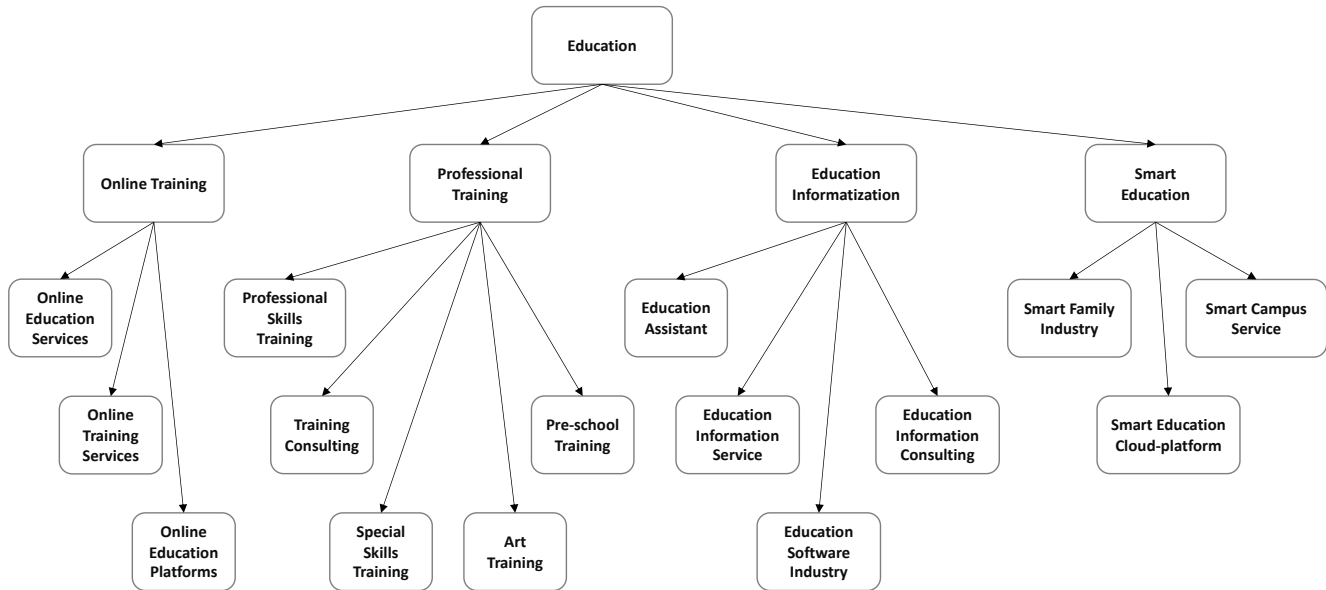 Education
Online Training
Professional
Training
Education
Informatization
Smart
Education
Online
Education
Services
Professional
Skills
Training
Education
Assistant
Smart Family
Industry
Smart Campus
Service
Online
Training
Services
Training
Consulting
Pre-school
Training
Education
Information
Service
Education
Information
Consulting
Smart Education
Cloud-platform
Online
Education
Platforms
Special
Skills
Training
Art
Training
Education
Software
Industry